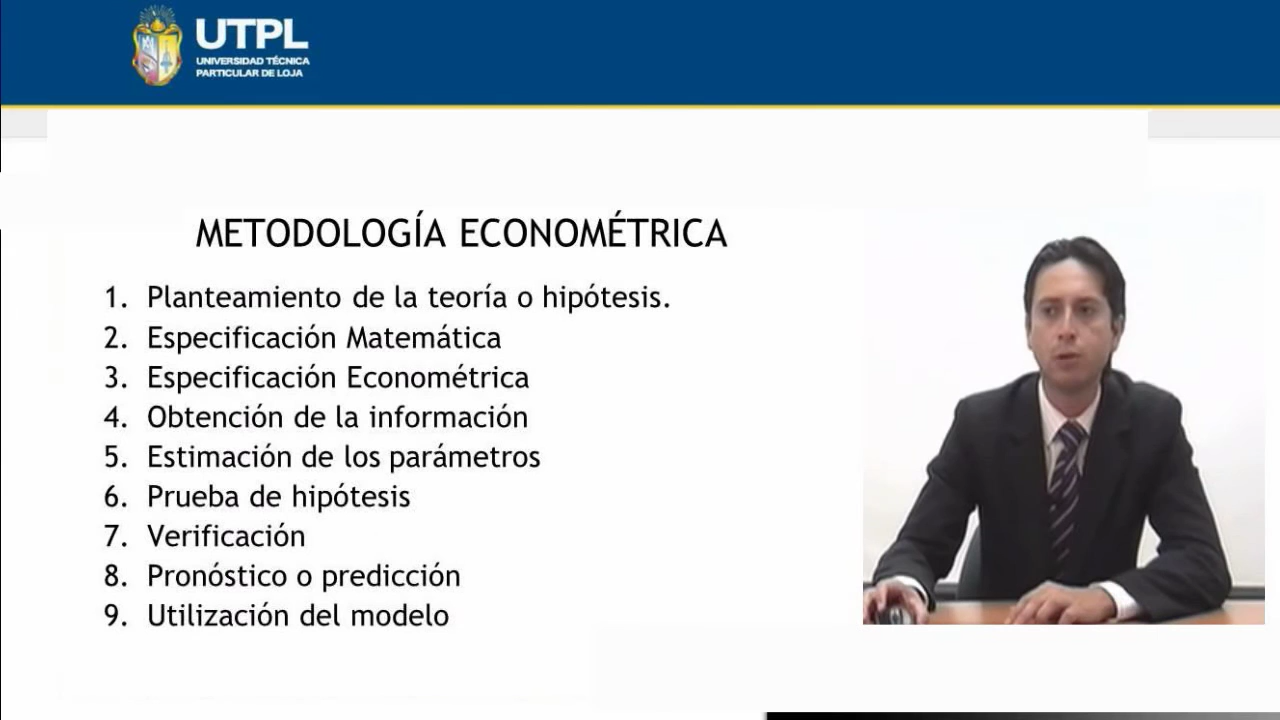 UTPL
UNIVERSIDAD TÉCNICA
PARTICULAR DE LOJA
METODOLOGÍA ECONOMÉTRICA
1. Planteamiento de la teoría o hipótesis.
2. Especificación Matemática
3. Especificación Econométrica
4. Obtención de la información
5. Estimación de los parámetros
6. Prueba de hipótesis
7. Verificación
8. Pronóstico o predicción
9. Utilización del modelo